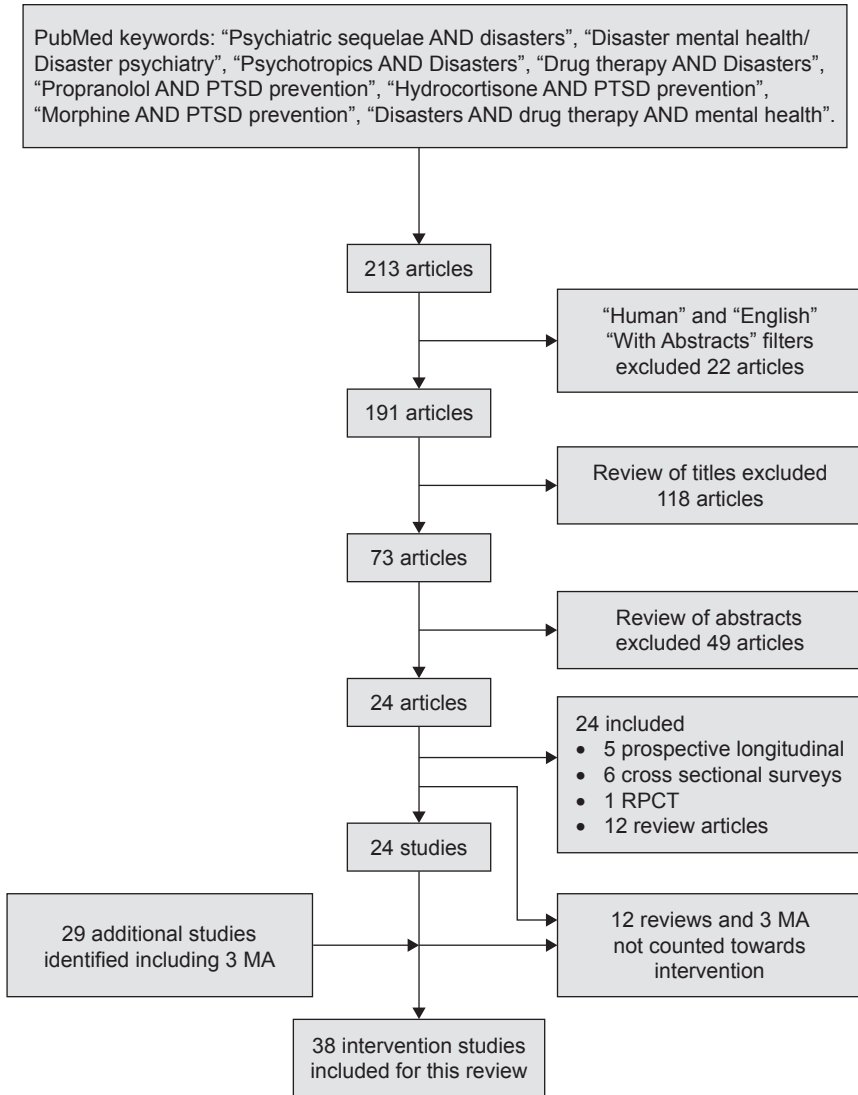 PubMed keywords: “Psychiatric sequelae AND disasters”, “Disaster mental health/
Disaster psychiatry”, “Psychotropics AND Disasters”, “Drug therapy AND Disasters”,
“Propranolol AND PTSD prevention”, “Hydrocortisone AND PTSD prevention”,
“Morphine AND PTSD prevention”, “Disasters AND drug therapy AND mental health”.
213 articles
“Human” and “English”
“With Abstracts” filters
excluded 22 articles
191 articles
Review of titles excluded
118 articles
73 articles
Review of abstracts
excluded 49 articles
24 articles
24 included
• 5 prospective longitudinal
• 6 cross sectional surveys
• 1 RPCT
• 12 review articles
24 studies
29 additional studies
identified including 3 MA
12 reviews and 3 MA
not counted towards
intervention
38 intervention studies
included for this review